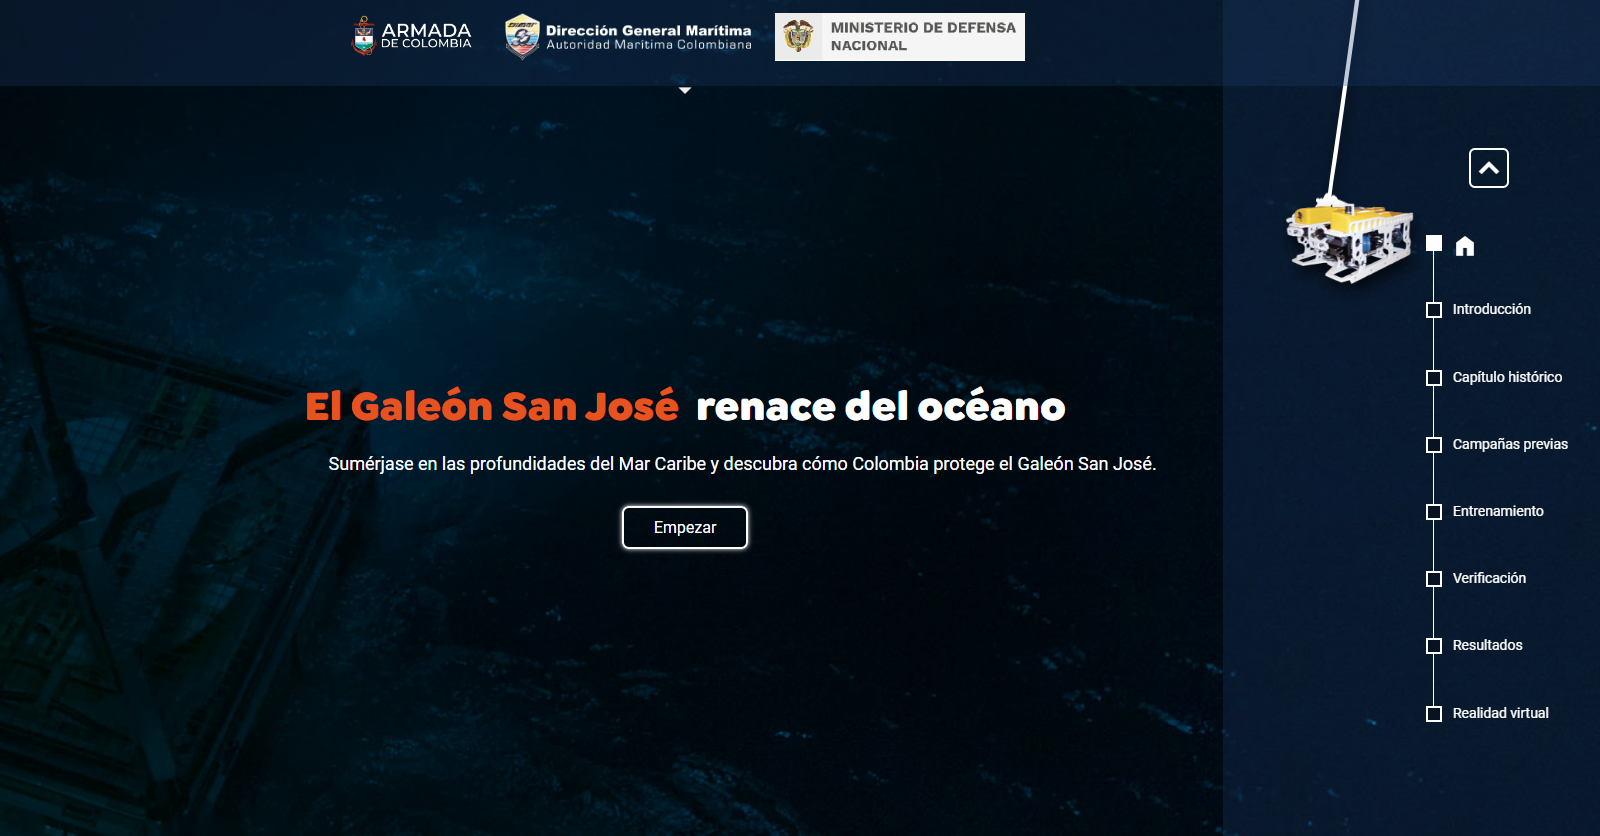 ARMADA
DE COLOMBIA
Dirección General Marítima
Autoridad Marítima Colombiana
MINISTERIO DE DEFENSA
NACIONAL
El Galeón San José renace del océano
Sumérjase en las profundidades del Mar Caribe y descubra cómo Colombia protege el Galeón San José.
Empezar
Introducción
Capítulo histórico
Campañas previas
Entrenamiento
Verificación
Resultados
Realidad virtual